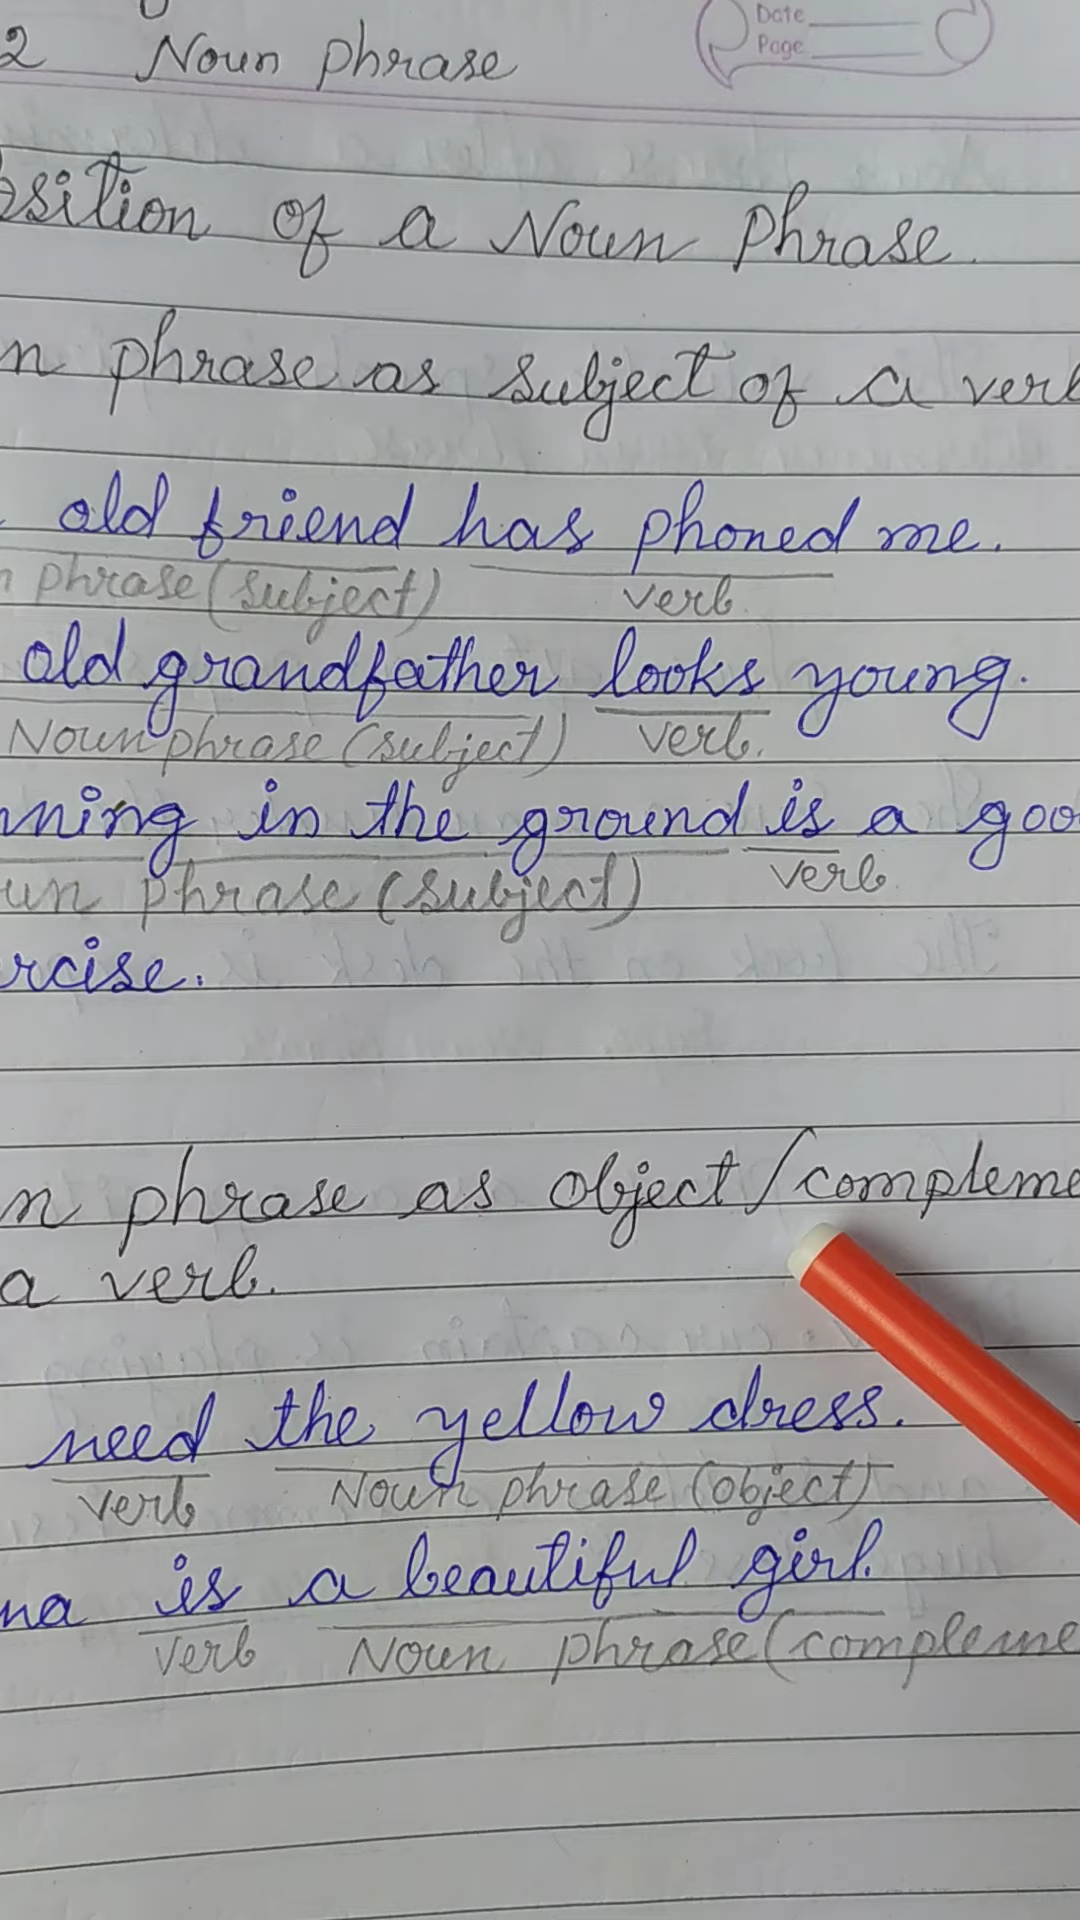 Date
2 Noun phrase
Page
sition of a Noun Phrase.
n phrase as subject of a verb
old friend has phoned me.
n phrase (subject) verb.
old grandfather looks young.
Noun phrase (subject) verb.
ning in the ground is a goo
un phrase (subject) verb.
rcise.
n phrase as object/compleme
a verb.
need the yellow dress.
verb Noun phrase (object)
na is a beautiful girl.
verb Noun phrase (compleme